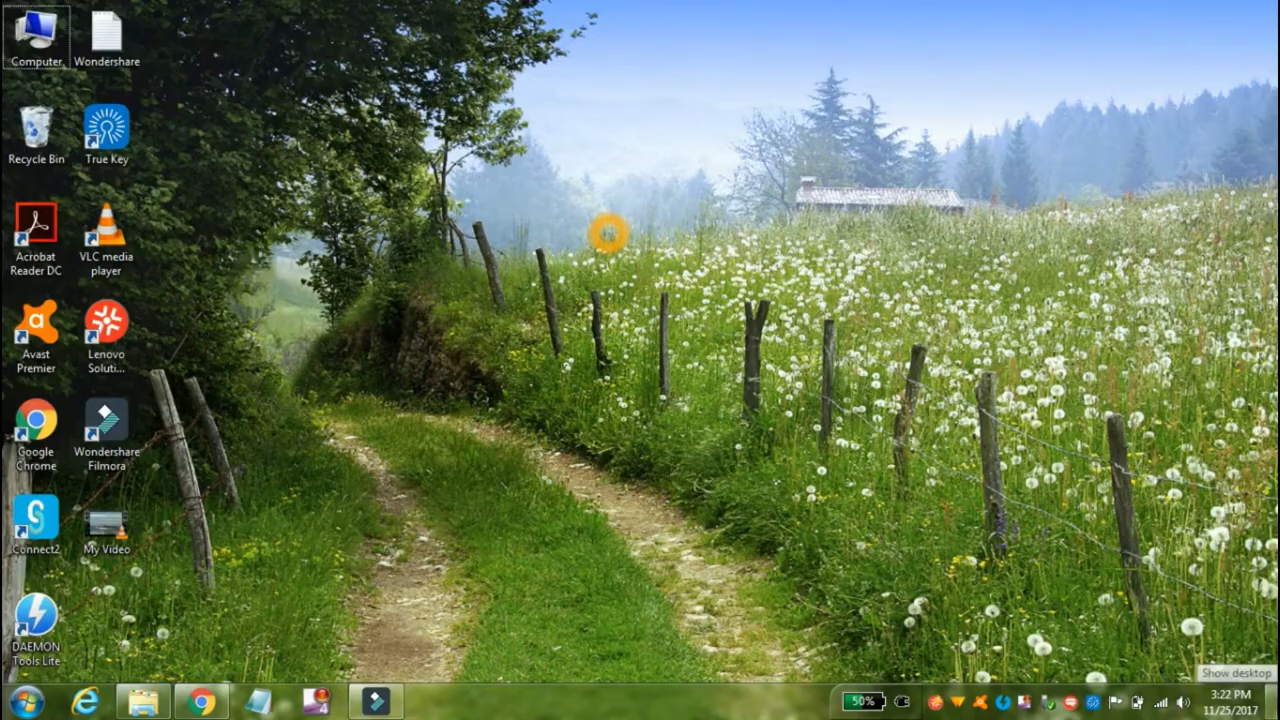 Computer
Wondershare
Recycle Bin
True Key
Acrobat
Reader DC
VLC media
player
Avast
Premier
Lenovo
Soluti...
Google
Chrome
Wondershare
Filmora
Connect2
My Video
DAEMON
Tools Lite
Show desktop
50%
3:22 PM
11/25/2017